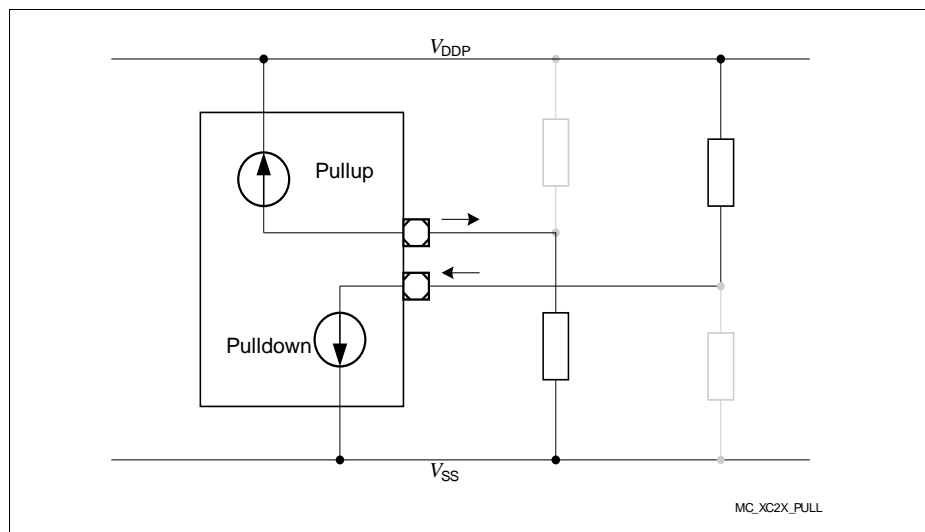 VDDP
Pullup
Pulldown
VSS
MC_XC2X_PULL